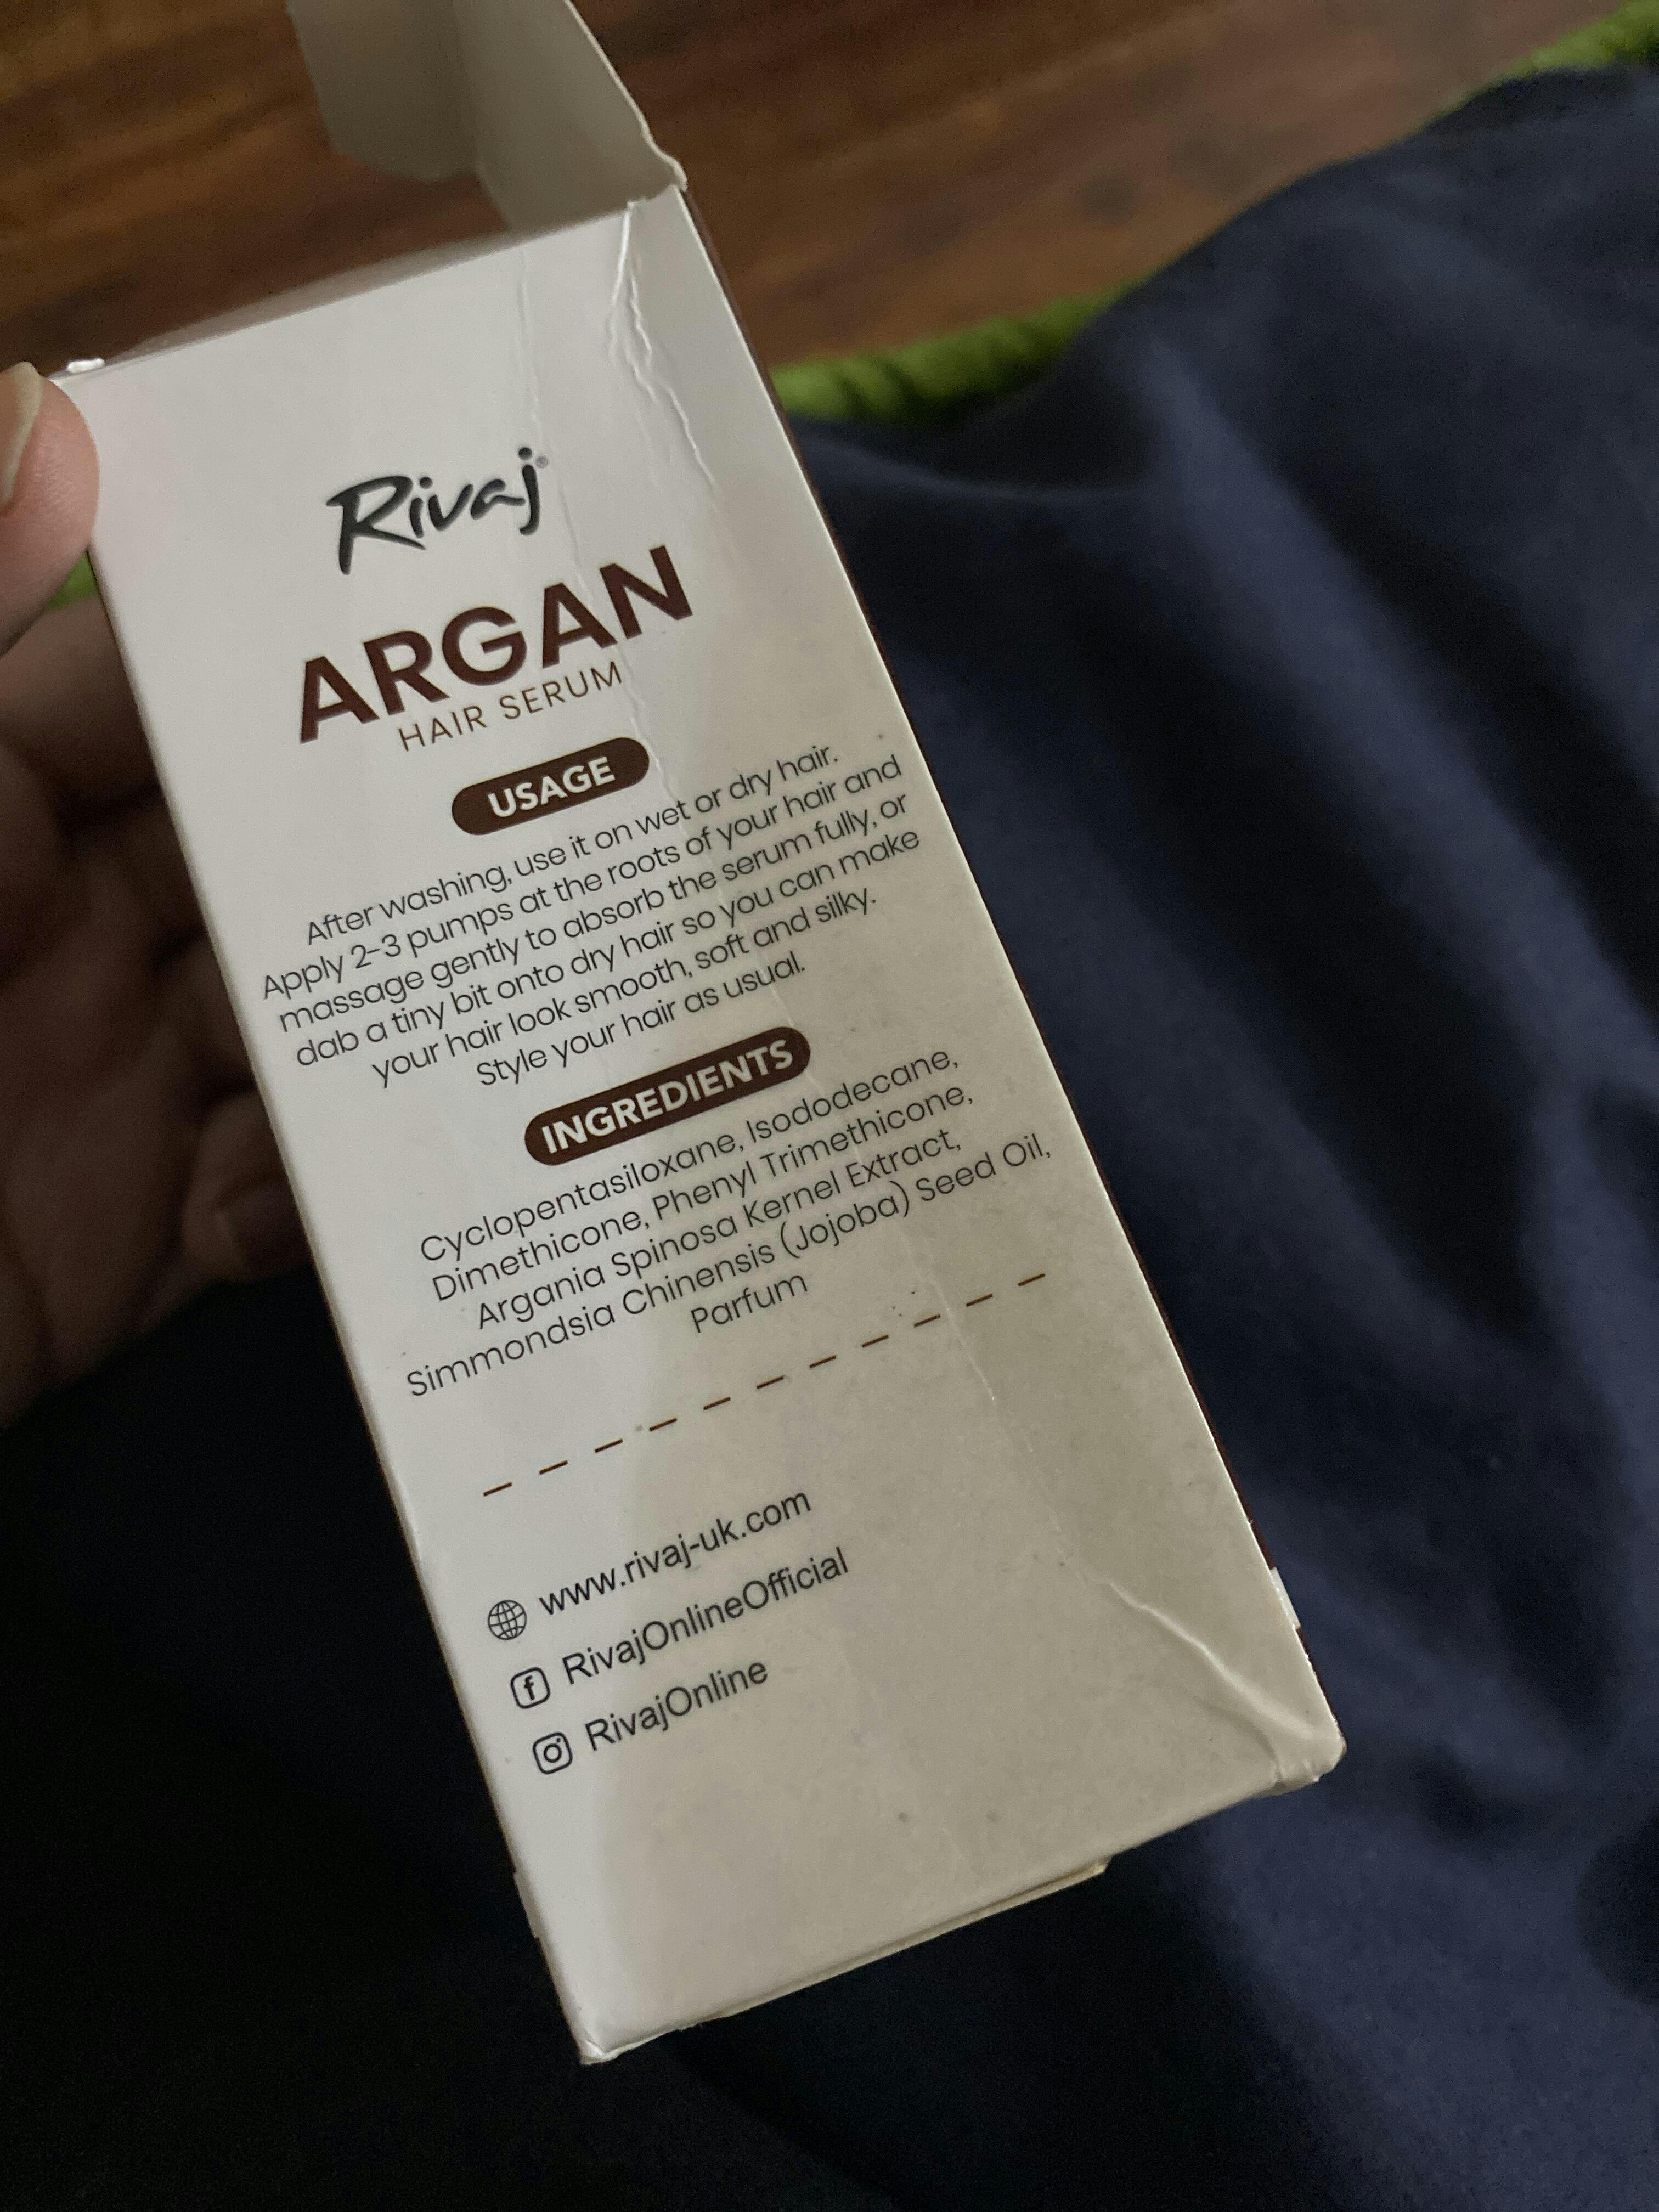 Rivaj®
ARGAN
HAIR SERUM
USAGE
After washing, use it on wet or dry hair.
Apply 2-3 pumps at the roots of your hair and
massage gently to absorb the serum fully, or
dab a tiny bit onto dry hair so you can make
your hair look smooth, soft and silky.
Style your hair as usual.
INGREDIENTS
Cyclopentasiloxane, Isododecane,
Dimethicone, Phenyl Trimethicone,
Argania Spinosa Kernel Extract,
Simmondsia Chinensis (Jojoba) Seed Oil,
Parfum
www.rivaj-uk.com
RivajOnlineOfficial
RivajOnline